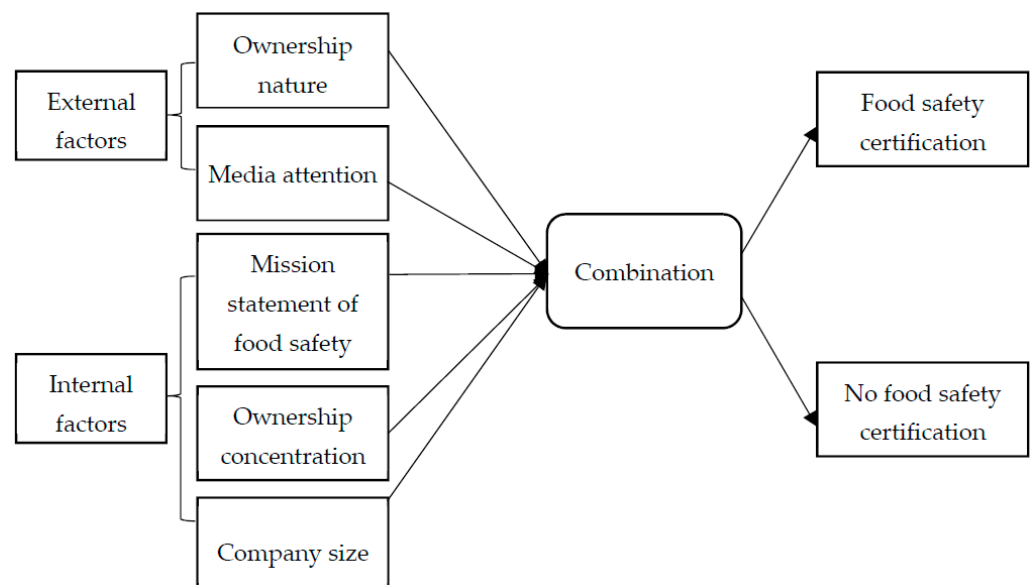 External
factors
Ownership
nature
Media attention
Internal
factors
Mission
statement of
food safety
Ownership
concentration
Company size
Combination
Food safety
certification
No food safety
certification